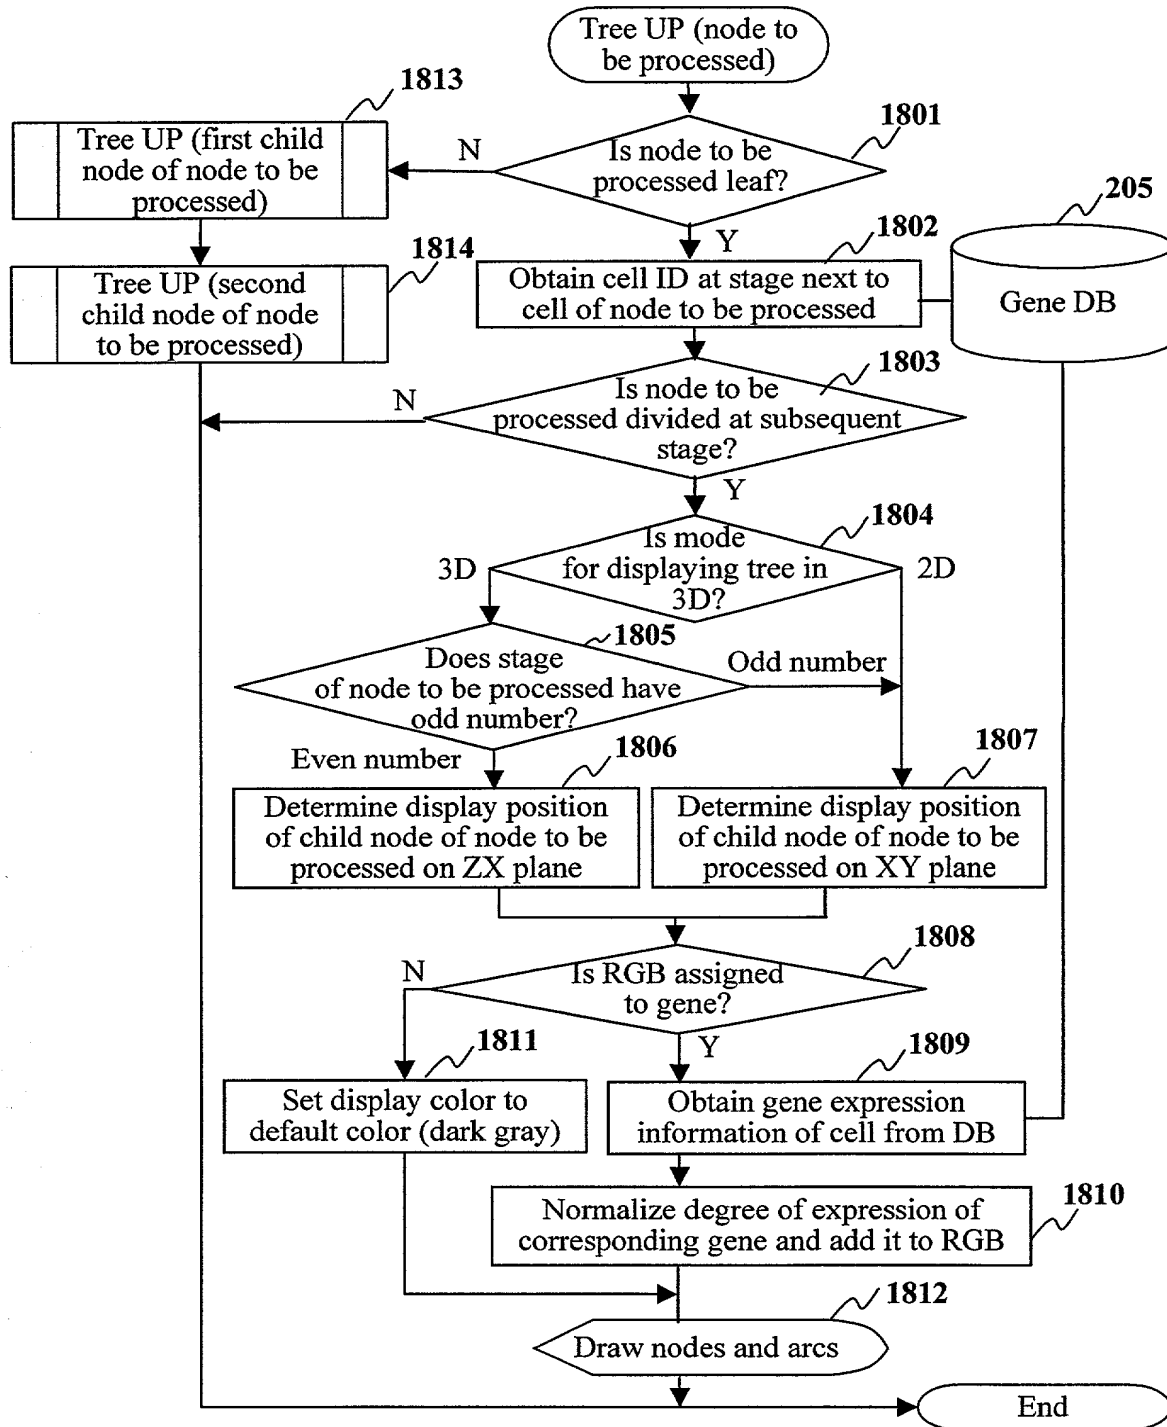 Tree UP (node to
be processed)
1813
Tree UP (first child
node of node to be
processed)
N
1801
Is node to be
processed leaf?
Y
1802
205
1814
Tree UP (second
child node of node
to be processed)
Obtain cell ID at stage next to
cell of node to be processed
Gene DB
1803
N
Is node to be
processed divided at subsequent
stage?
Y
1804
Is mode
for displaying tree in
3D?
3D
2D
1805
Does stage
of node to be processed have
odd number?
Odd number
Even number
1806
1807
Determine display position
of child node of node to be
processed on ZX plane
Determine display position
of child node of node to be
processed on XY plane
1808
N
Is RGB assigned
to gene?
Y
1811
1809
Set display color to
default color (dark gray)
Obtain gene expression
information of cell from DB
1810
Normalize degree of expression of
corresponding gene and add it to RGB
1812
Draw nodes and arcs
End